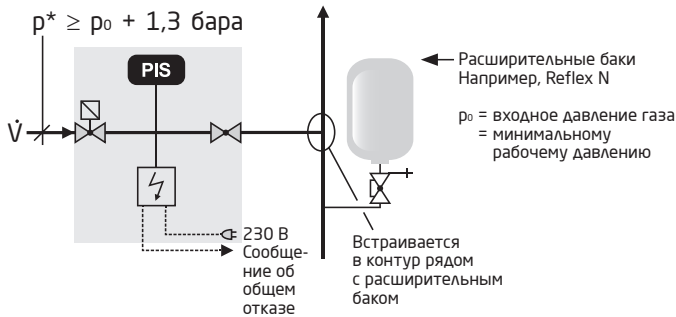 p* ≥ p₀ + 1,3 бара
PIS
V̇
230 В
Сообще-
ние об
общем
отказе
Расширительные баки
Например, Reflex N
p₀ = входное давление газа
= минимальному
рабочему давлению
Встраивается
в контур рядом
с расширительным
баком